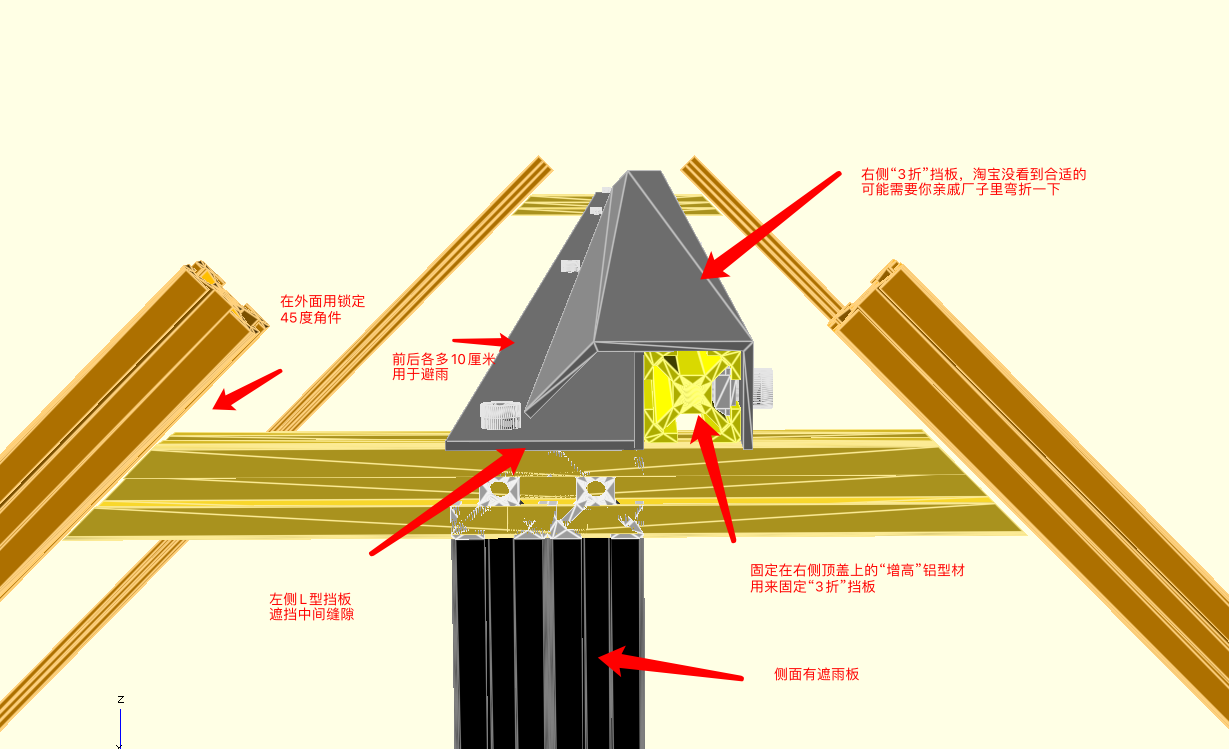 右侧“3折”挡板，淘宝没看到合适的
可能需要你亲戚厂子里弯折一下
在外面用锁定
45度角件
前后各多10厘米
用于避雨
固定在右侧顶盖上的“增高”铝型材
用来固定“3折”挡板
左侧L型挡板
遮挡中间缝隙
侧面有遮雨板
Z